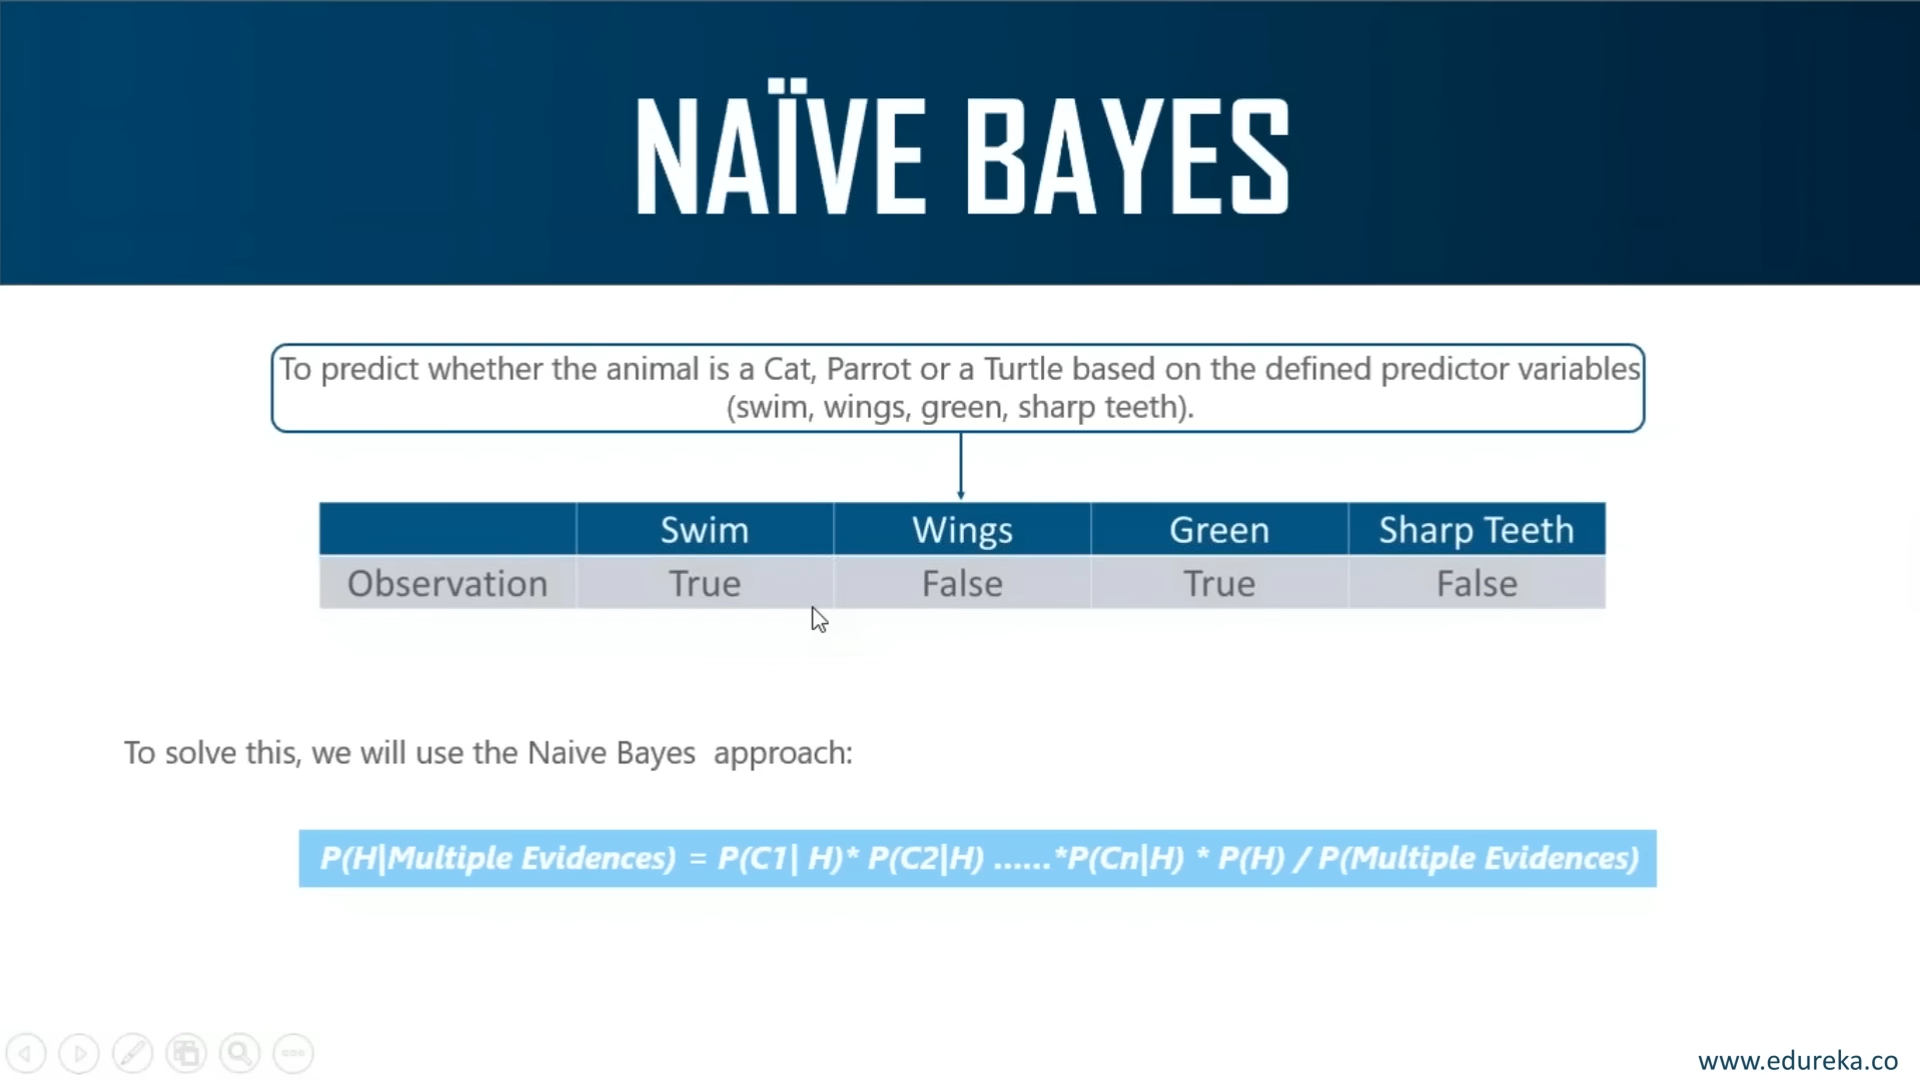 NAÏVE BAYES
To predict whether the animal is a Cat, Parrot or a Turtle based on the defined predictor variables
(swim, wings, green, sharp teeth).
Swim Wings Green Sharp Teeth
Observation True False True False
To solve this, we will use the Naive Bayes  approach:
P(H|Multiple Evidences) = P(C1| H)* P(C2|H) ......*P(Cn|H) * P(H) / P(Multiple Evidences)
www.edureka.co